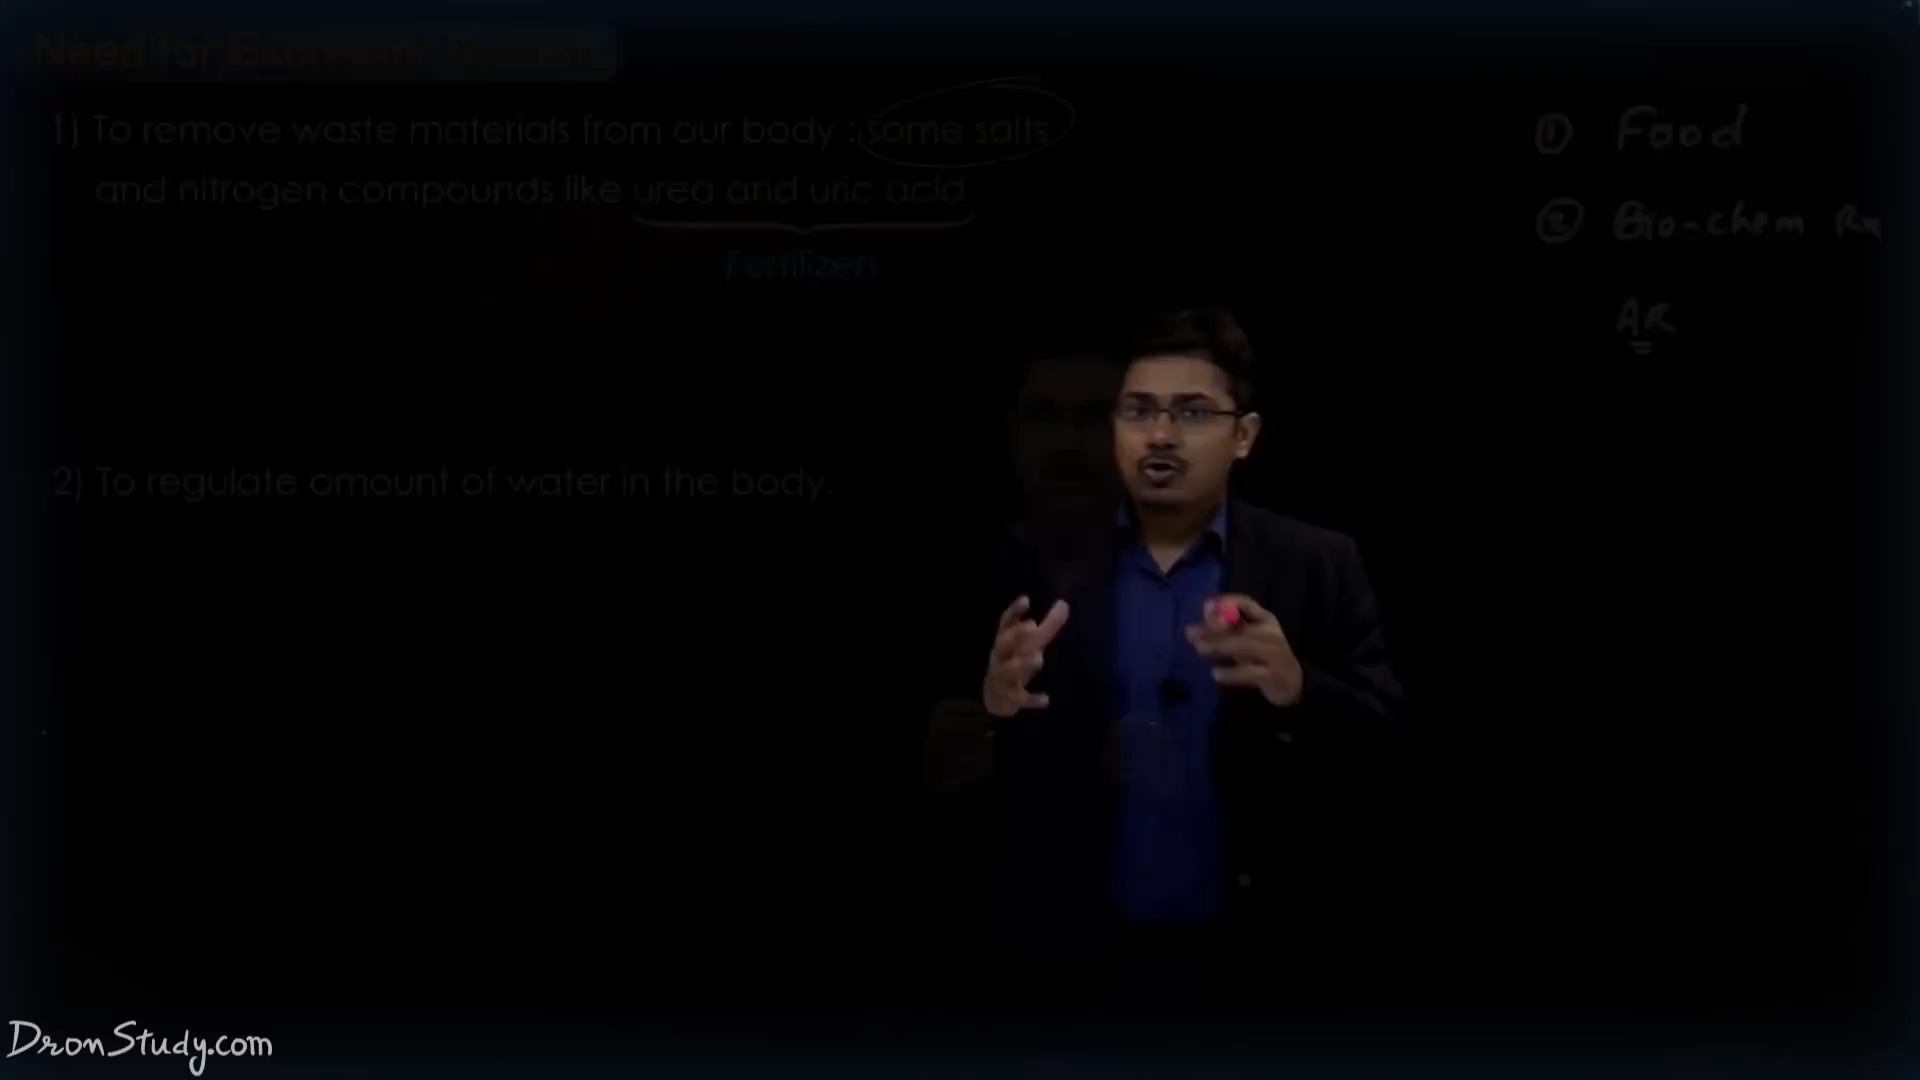 Need for Excretory System
1) To remove waste materials from our body : some salts
and nitrogen compounds like urea and uric acid
Fertilizers
2) To regulate amount of water in the body.
① Food
② Bio-chem Rx
AR
DronStudy.com